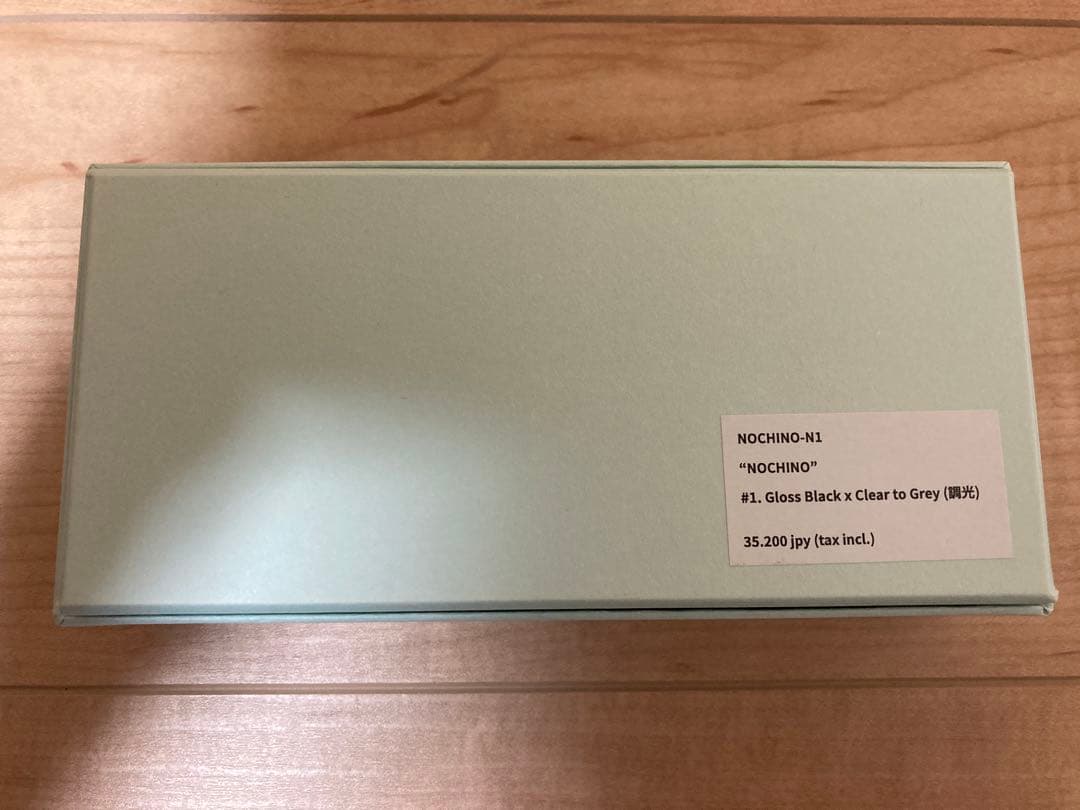 NOCHINO-N1
“NOCHINO”
#1. Gloss Black x Clear to Grey (調光)
35.200 jpy (tax incl.)